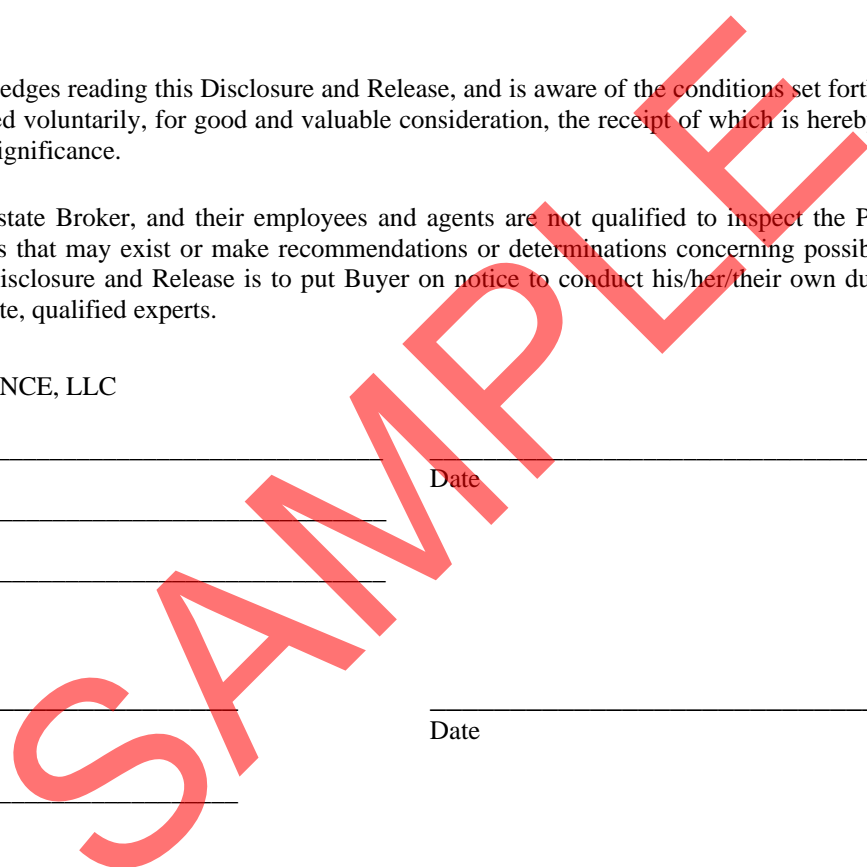 edges reading this Disclosure and Release, and is aware of the conditions set fort
ed voluntarily, for good and valuable consideration, the receipt of which is hereb
ignificance.
state Broker, and their employees and agents are not qualified to inspect the P
s that may exist or make recommendations or determinations concerning possib
isclosure and Release is to put Buyer on notice to conduct his/her/their own du
te, qualified experts.
NCE, LLC
Date
Date
SAMPLE